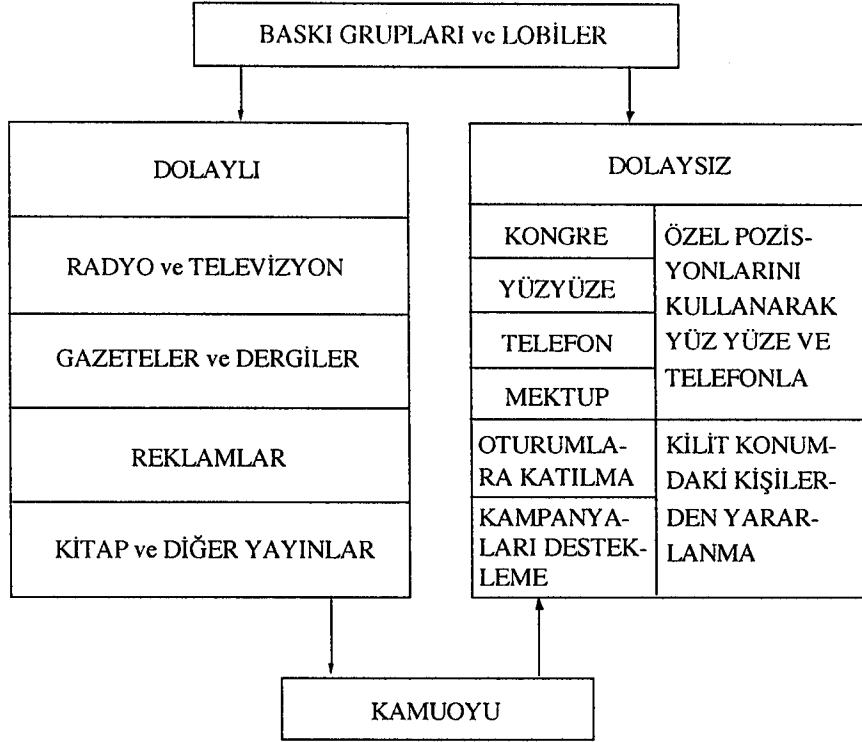 BASKI GRUPLARI ve LOBİLER
DOLAYLI
RADYO ve TELEVİZYON
GAZETELER ve DERGİLER
REKLAMLAR
KİTAP ve DİĞER YAYINLAR
DOLAYSIZ
KONGRE
YÜZYÜZE
TELEFON
MEKTUP
OTURUMLA-
RA KATILMA
KAMPANYA-
LARI DESTEK-
LEME
ÖZEL POZİS-
YONLARINI
KULLANARAK
YÜZ YÜZE VE
TELEFONLA
KİLİT KONUM-
DAKİ KİŞİLER-
DEN YARAR-
LANMA
KAMUOYU